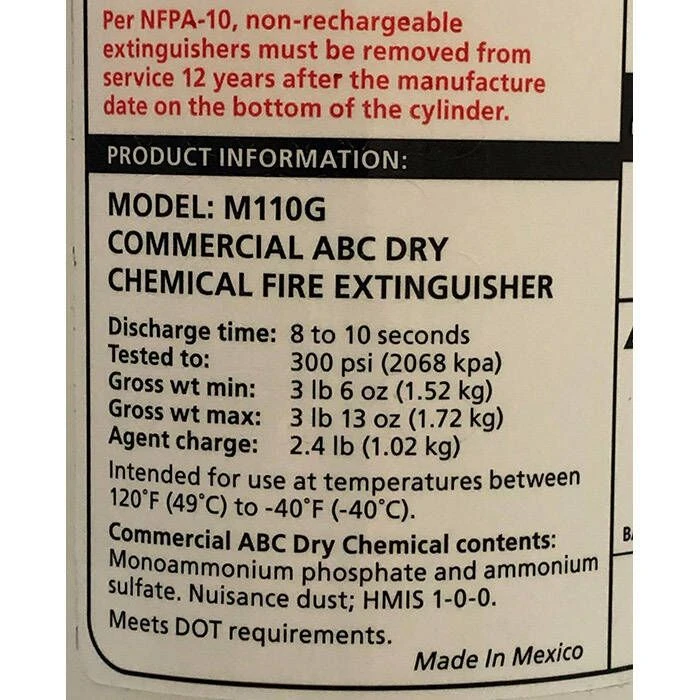 Per NFPA-10, non-rechargeable
extinguishers must be removed from
service 12 years after the manufacture
date on the bottom of the cylinder.
PRODUCT INFORMATION:
MODEL: M110G
COMMERCIAL ABC DRY
CHEMICAL FIRE EXTINGUISHER
Discharge time: 8 to 10 seconds
Tested to: 300 psi (2068 kpa)
Gross wt min: 3 lb 6 oz (1.52 kg)
Gross wt max: 3 lb 13 oz (1.72 kg)
Agent charge: 2.4 lb (1.02 kg)
Intended for use at temperatures between
120°F (49°C) to -40°F (-40°C).
Commercial ABC Dry Chemical contents:
Monoammonium phosphate and ammonium
sulfate. Nuisance dust; HMIS 1-0-0.
Meets DOT requirements.
Made In Mexico